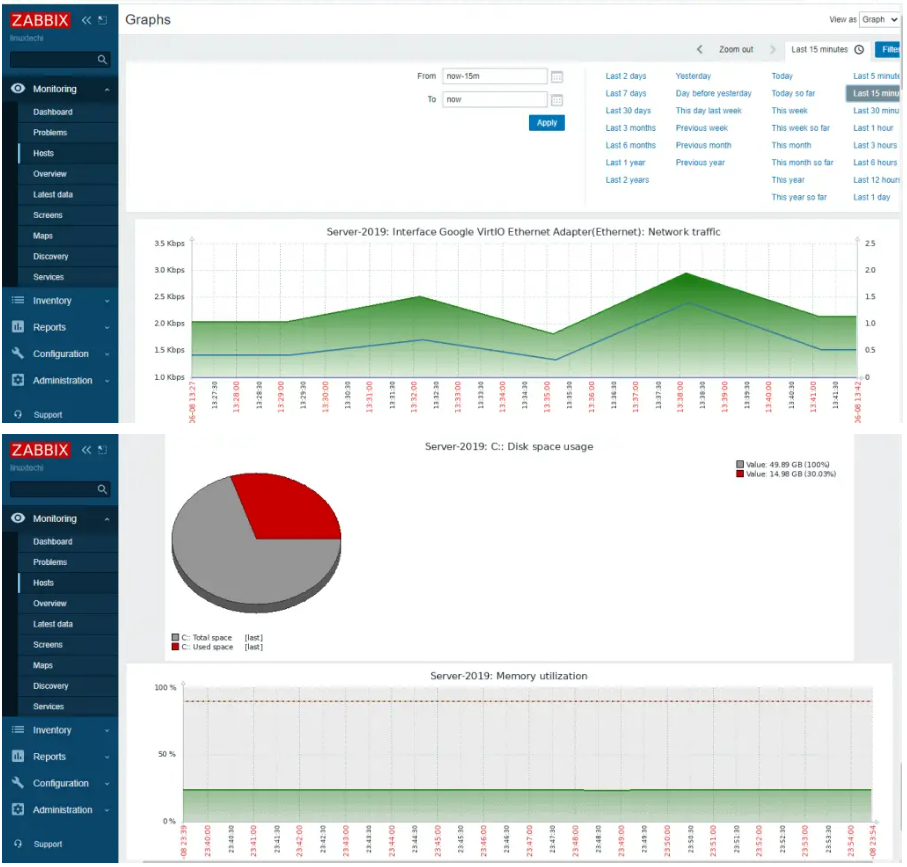 ZABBIX
Graphs
View as Graph
linuxtechi
Zoom out
Last 15 minutes
Filte
From now-15m
To now
Apply
Last 2 days Yesterday Today Last 5 minute
Last 7 days Day before yesterday Today so far Last 15 minu
Last 30 days This day last week This week Last 30 minu
Last 3 months Previous week This week so far Last 1 hour
Last 6 months Previous month This month Last 3 hours
Last 1 year Previous year This month so far Last 6 hours
Last 2 years This year Last 12 hours
This year so far Last 1 day
Monitoring
Dashboard
Problems
Hosts
Overview
Latest data
Screens
Maps
Discovery
Services
Inventory
Reports
Configuration
Administration
Support
Server-2019: Interface Google VirtIO Ethernet Adapter(Ethernet): Network traffic
3.5 Kbps 2.5
3.0 Kbps 2.0
2.5 Kbps 1.5
2.0 Kbps 1.0
1.5 Kbps 0.5
1.0 Kbps 0
06-08 13:27
13:27:30
13:28:00
13:28:30
13:29:00
13:29:30
13:30:00
13:30:30
13:31:00
13:31:30
13:32:00
13:32:30
13:33:00
13:33:30
13:34:00
13:34:30
13:35:00
13:35:30
13:36:00
13:36:30
13:37:00
13:37:30
13:38:00
13:38:30
13:39:00
13:39:30
13:40:00
13:40:30
13:41:00
13:41:30
06-08 13:42
ZABBIX
linuxtechi
Monitoring
Dashboard
Problems
Hosts
Overview
Latest data
Screens
Maps
Discovery
Services
Inventory
Reports
Configuration
Administration
Support
Server-2019: C:: Disk space usage
Value: 49.89 GB (100%)
Value: 14.98 GB (30.03%)
C:: Total space [last]
C:: Used space [last]
Server-2019: Memory utilization
100 %
50 %
0 %
-08 23:39
23:40:00
23:40:30
23:41:00
23:41:30
23:42:00
23:42:30
23:43:00
23:43:30
23:44:00
23:44:30
23:45:00
23:45:30
23:46:00
23:46:30
23:47:00
23:47:30
23:48:00
23:48:30
23:49:00
23:49:30
23:50:00
23:50:30
23:51:00
23:51:30
23:52:00
23:52:30
23:53:00
23:53:30
23:54:00
-08 23:54